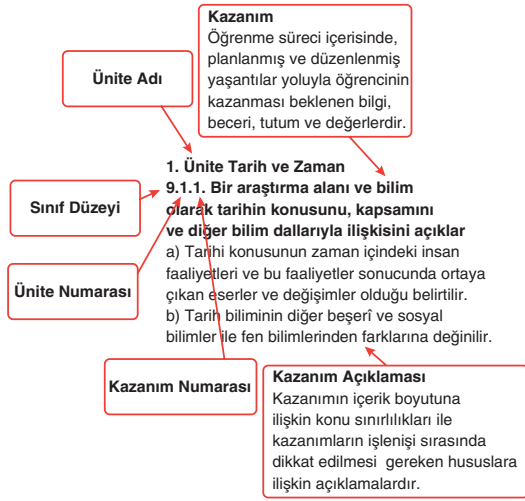 Kazanım
Öğrenme süreci içerisinde,
planlanmış ve düzenlenmiş
yaşantılar yoluyla öğrencinin
kazanması beklenen bilgi,
beceri, tutum ve değerlerdir.
Ünite Adı
1. Ünite Tarih ve Zaman
9.1.1. Bir araştırma alanı ve bilim
olarak tarihin konusunu, kapsamını
ve diğer bilim dallarıyla ilişkisini açıklar
a) Tarihi konusunun zaman içindeki insan
faaliyetleri ve bu faaliyetler sonucunda ortaya
çıkan eserler ve değişimler olduğu belirtilir.
b) Tarih biliminin diğer beşerî ve sosyal
bilimler ile fen bilimlerinden farklarına değinilir.
Sınıf Düzeyi
Ünite Numarası
Kazanım Numarası
Kazanım Açıklaması
Kazanımın içerik boyutuna
ilişkin konu sınırlılıkları ile
kazanımların işlenişi sırasında
dikkat edilmesi gereken hususlara
ilişkin açıklamalardır.